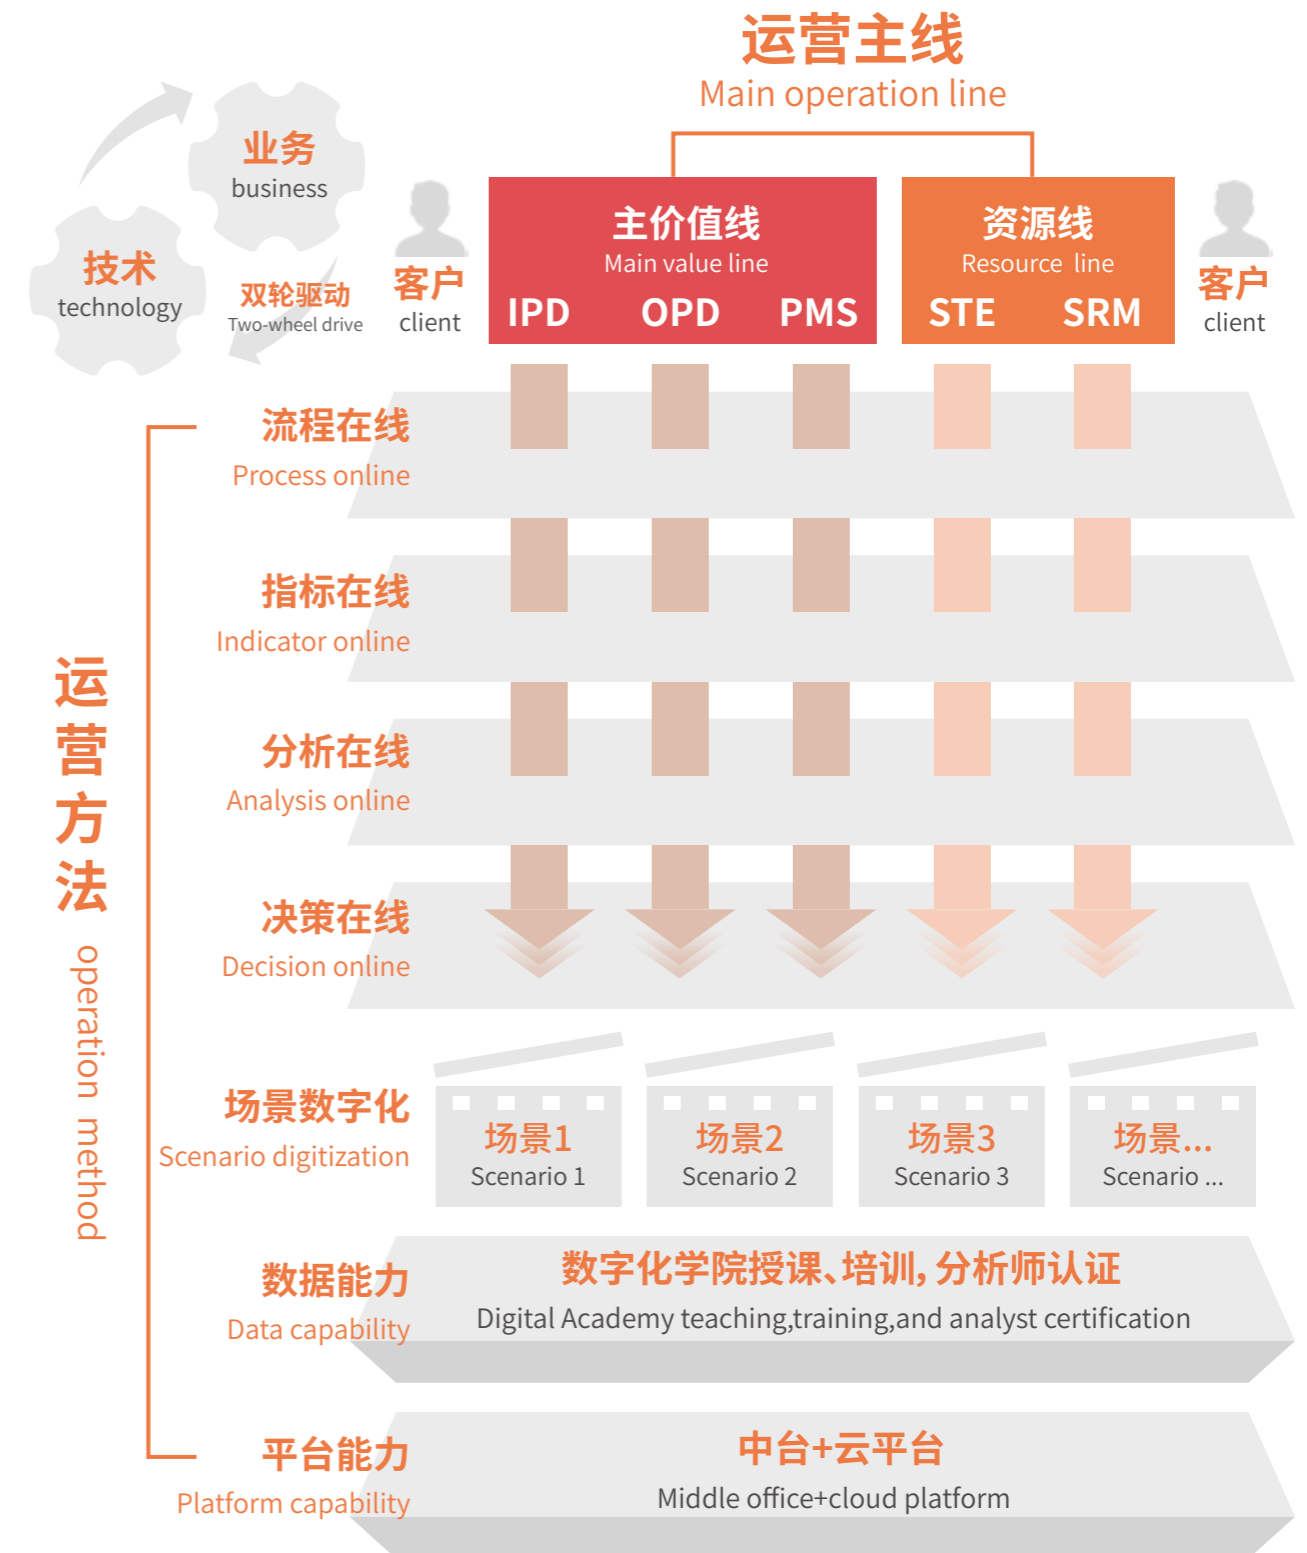 运营主线
Main operation line
业务
business
技术
technology
双轮驱动
Two-wheel drive
客户
client
主价值线
Main value line
IPD OPD PMS
资源线
Resource line
STE SRM
客户
client
运营方法
operation method
流程在线
Process online
指标在线
Indicator online
分析在线
Analysis online
决策在线
Decision online
场景数字化
Scenario digitization
场景1
Scenario 1
场景2
Scenario 2
场景3
Scenario 3
场景...
Scenario ...
数据能力
Data capability
数字化学院授课、培训,分析师认证
Digital Academy teaching,training,and analyst certification
平台能力
Platform capability
中台+云平台
Middle office+cloud platform